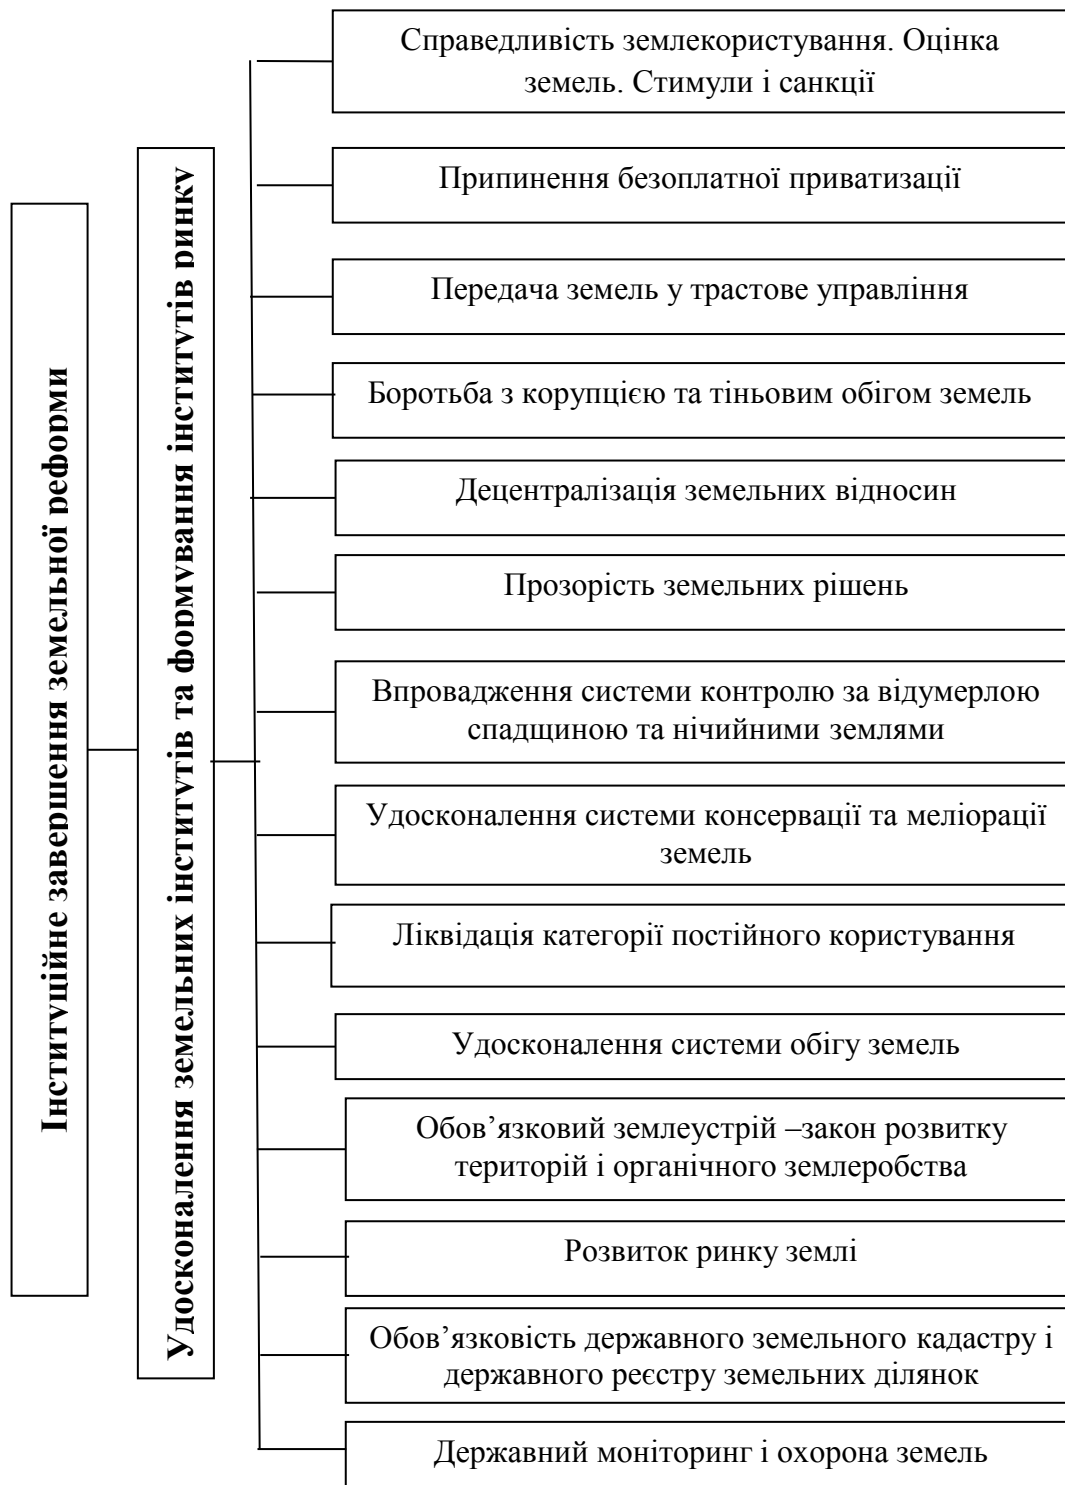 Інституційне завершення земельної реформи
Удосконалення земельних інститутів та формування інститутів ринку
Справедливість землекористування. Оцінка
земель. Стимули і санкції
Припинення безоплатної приватизації
Передача земель у трастове управління
Боротьба з корупцією та тіньовим обігом земель
Децентралізація земельних відносин
Прозорість земельних рішень
Впровадження системи контролю за відумерлою
спадщиною та нічийними землями
Удосконалення системи консервації та меліорації
земель
Ліквідація категорії постійного користування
Удосконалення системи обігу земель
Обов’язковий землеустрій –закон розвитку
територій і органічного землеробства
Розвиток ринку землі
Обов’язковість державного земельного кадастру і
державного реєстру земельних ділянок
Державний моніторинг і охорона земель